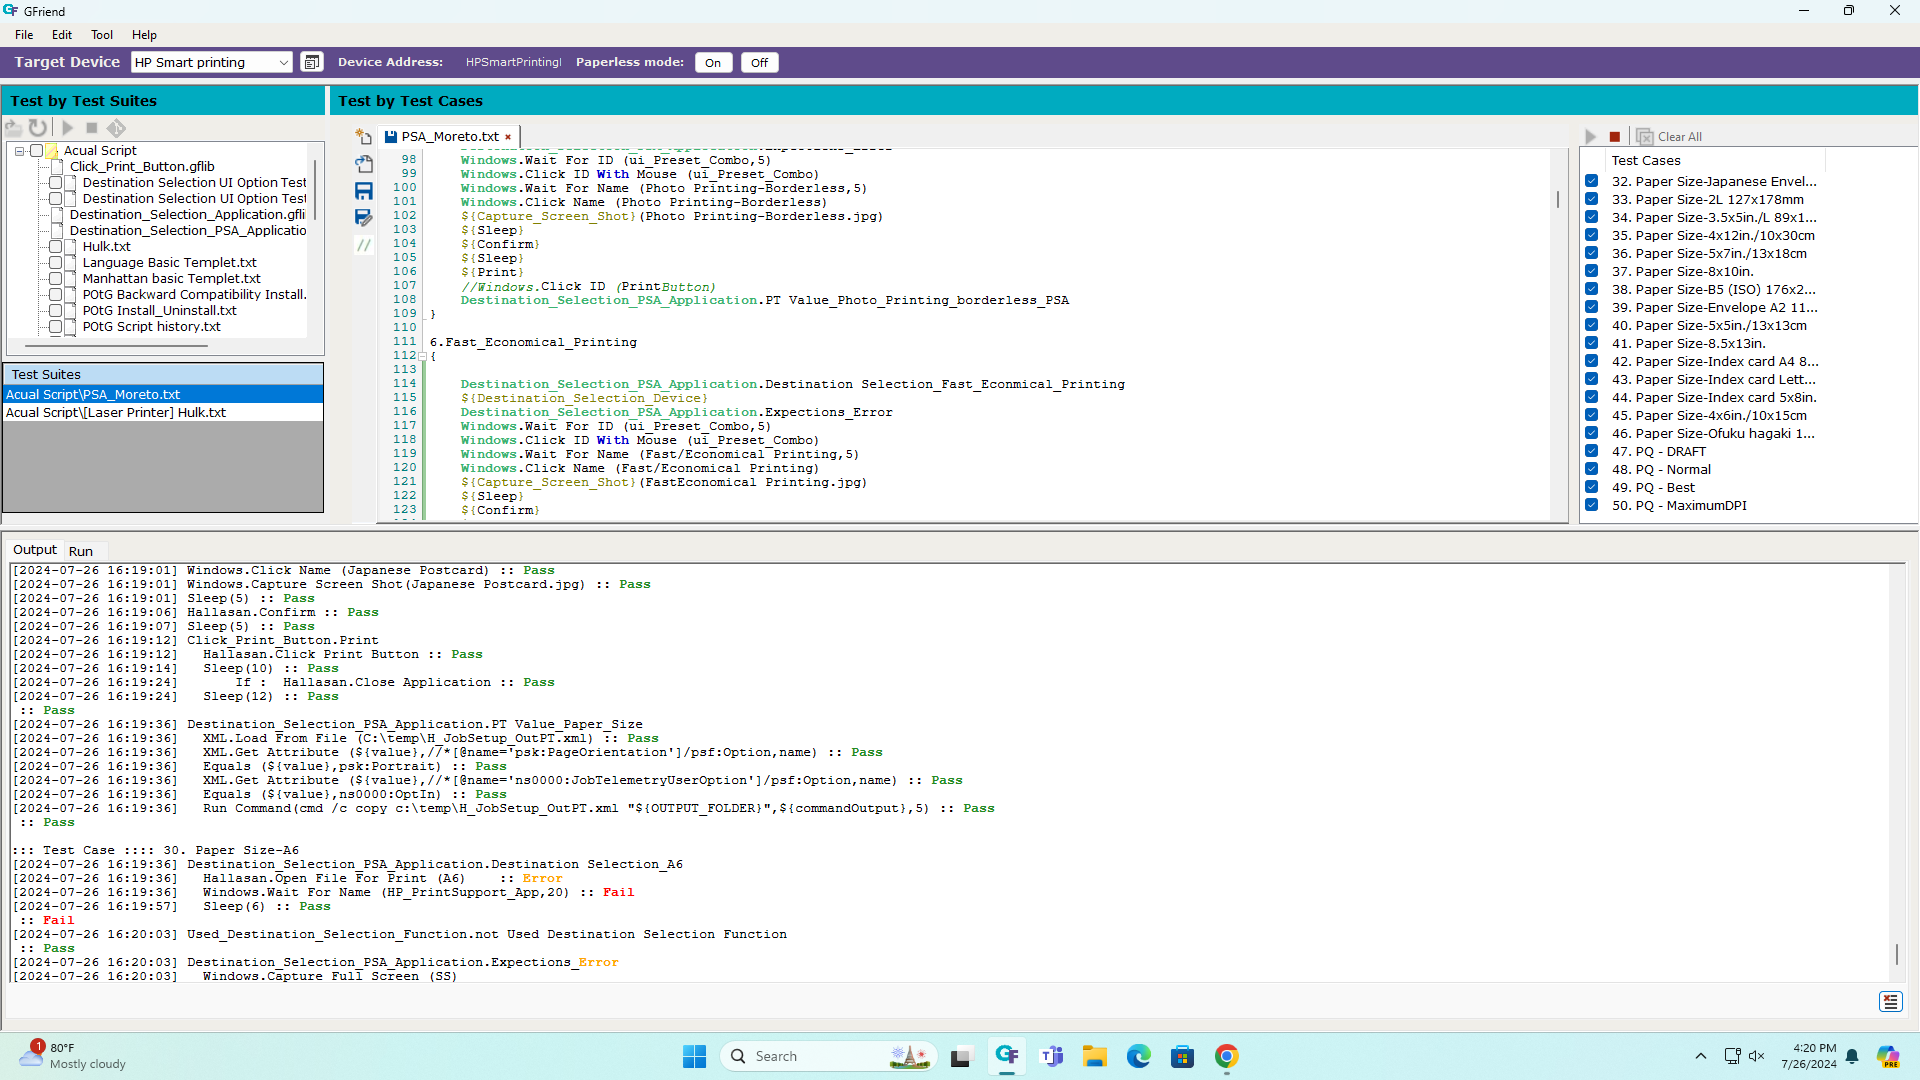 GFriend
File Edit Tool Help
Target Device HP Smart printing Device Address: HPSmartPrintingI Paperless mode: On Off
Test by Test Suites
Acual Script
Click_Print_Button.gflib
Destination Selection UI Option Test
Destination Selection UI Option Test
Destination_Selection_Application.gfli
Destination_Selection_PSA_Applicatio
Hulk.txt
Language Basic Templet.txt
Manhattan basic Templet.txt
POtG Backward Compatibility Install.
POtG Install_Uninstall.txt
POtG Script history.txt
Test Suites
Acual Script\PSA_Moreto.txt
Acual Script\[Laser Printer] Hulk.txt
Test by Test Cases
PSA_Moreto.txt ×
98 Windows.Wait For ID (ui_Preset_Combo,5)
99 Windows.Click ID With Mouse (ui_Preset_Combo)
100 Windows.Wait For Name (Photo Printing-Borderless,5)
101 Windows.Click Name (Photo Printing-Borderless)
102 ${Capture_Screen_Shot}(Photo Printing-Borderless.jpg)
103 ${Sleep}
104 ${Confirm}
105 ${Sleep}
106 ${Print}
107 //Windows.Click ID (PrintButton)
108 Destination_Selection_PSA_Application.PT Value_Photo_Printing_borderless_PSA
109 }
110
111 6.Fast_Economical_Printing
112 {
113
114 Destination_Selection_PSA_Application.Destination Selection_Fast_Econmical_Printing
115 ${Destination_Selection_Device}
116 Destination_Selection_PSA_Application.Expections_Error
117 Windows.Wait For ID (ui_Preset_Combo,5)
118 Windows.Click ID With Mouse (ui_Preset_Combo)
119 Windows.Wait For Name (Fast/Economical Printing,5)
120 Windows.Click Name (Fast/Economical Printing)
121 ${Capture_Screen_Shot}(FastEconomical Printing.jpg)
122 ${Sleep}
123 ${Confirm}
Clear All
Test Cases
32. Paper Size-Japanese Envel...
33. Paper Size-2L 127x178mm
34. Paper Size-3.5x5in./L 89x1...
35. Paper Size-4x12in./10x30cm
36. Paper Size-5x7in./13x18cm
37. Paper Size-8x10in.
38. Paper Size-B5 (ISO) 176x2...
39. Paper Size-Envelope A2 11...
40. Paper Size-5x5in./13x13cm
41. Paper Size-8.5x13in.
42. Paper Size-Index card A4 8...
43. Paper Size-Index card Lett...
44. Paper Size-Index card 5x8in.
45. Paper Size-4x6in./10x15cm
46. Paper Size-Ofuku hagaki 1...
47. PQ - DRAFT
48. PQ - Normal
49. PQ - Best
50. PQ - MaximumDPI
Output Run
[2024-07-26 16:19:01] Windows.Click Name (Japanese Postcard) :: Pass
[2024-07-26 16:19:01] Windows.Capture Screen Shot(Japanese Postcard.jpg) :: Pass
[2024-07-26 16:19:01] Sleep(5) :: Pass
[2024-07-26 16:19:06] Hallasan.Confirm :: Pass
[2024-07-26 16:19:07] Sleep(5) :: Pass
[2024-07-26 16:19:12] Click_Print_Button.Print
[2024-07-26 16:19:12] Hallasan.Click Print Button :: Pass
[2024-07-26 16:19:14] Sleep(10) :: Pass
[2024-07-26 16:19:24] If : Hallasan.Close Application :: Pass
[2024-07-26 16:19:24] Sleep(12) :: Pass
:: Pass
[2024-07-26 16:19:36] Destination_Selection_PSA_Application.PT Value_Paper_Size
[2024-07-26 16:19:36] XML.Load From File (C:\temp\H_JobSetup_OutPT.xml) :: Pass
[2024-07-26 16:19:36] XML.Get Attribute (${value},//*[@name='psk:PageOrientation']/psf:Option,name) :: Pass
[2024-07-26 16:19:36] Equals (${value},psk:Portrait) :: Pass
[2024-07-26 16:19:36] XML.Get Attribute (${value},//*[@name='ns0000:JobTelemetryUserOption']/psf:Option,name) :: Pass
[2024-07-26 16:19:36] Equals (${value},ns0000:OptIn) :: Pass
[2024-07-26 16:19:36] Run Command(cmd /c copy c:\temp\H_JobSetup_OutPT.xml "${OUTPUT_FOLDER}",${commandOutput},5) :: Pass
:: Pass
::: Test Case :::: 30. Paper Size-A6
[2024-07-26 16:19:36] Destination_Selection_PSA_Application.Destination Selection_A6
[2024-07-26 16:19:36] Hallasan.Open File For Print (A6) :: Error
[2024-07-26 16:19:36] Windows.Wait For Name (HP_PrintSupport_App,20) :: Fail
[2024-07-26 16:19:57] Sleep(6) :: Pass
:: Fail
[2024-07-26 16:20:03] Used_Destination_Selection_Function.not Used Destination Selection Function
:: Pass
[2024-07-26 16:20:03] Destination_Selection_PSA_Application.Expections_Error
[2024-07-26 16:20:03] Windows.Capture Full Screen (SS)
1
80°F
Mostly cloudy
Search
4:20 PM
7/26/2024
PRE